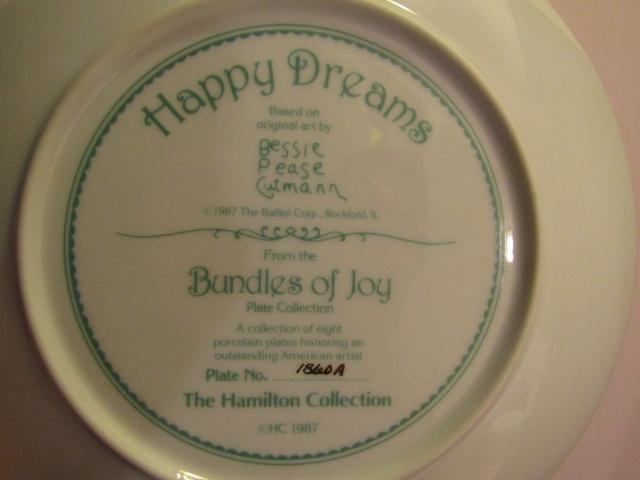 Happy Dreams
Based on
original art by
Bessie
Pease
Gutmann
©1987 The Balliol Corp., Rockford, IL
From the
Bundles of Joy
Plate Collection
A collection of eight
porcelain plates honoring an
outstanding American artist
Plate No. 1860A
The Hamilton Collection
©HC 1987